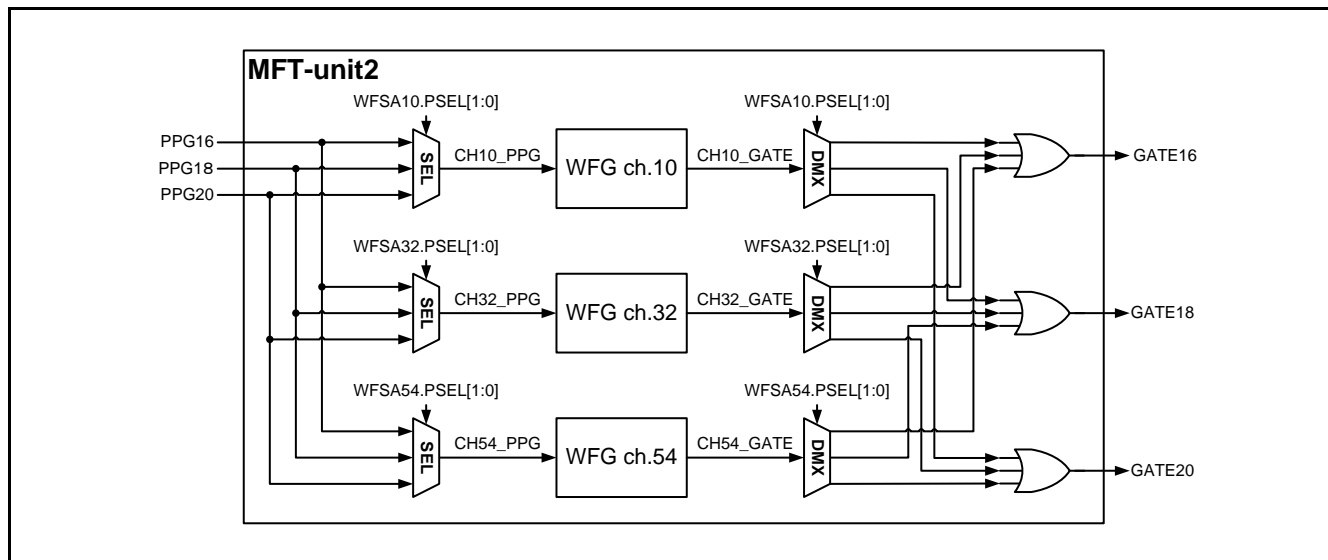 MFT-unit2
WFSA10.PSEL[1:0]
WFSA10.PSEL[1:0]
PPG16
PPG18
PPG20
SEL
CH10_PPG
WFG ch.10
CH10_GATE
DMX
GATE16
WFSA32.PSEL[1:0]
WFSA32.PSEL[1:0]
SEL
CH32_PPG
WFG ch.32
CH32_GATE
DMX
GATE18
WFSA54.PSEL[1:0]
WFSA54.PSEL[1:0]
SEL
CH54_PPG
WFG ch.54
CH54_GATE
DMX
GATE20